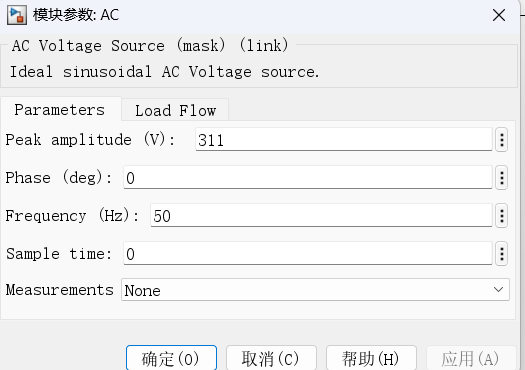 模块参数: AC
AC Voltage Source (mask) (link)
Ideal sinusoidal AC Voltage source.
Parameters
Load Flow
Peak amplitude (V): 311
Phase (deg): 0
Frequency (Hz): 50
Sample time: 0
Measurements None
确定(O) 取消(C) 帮助(H) 应用(A)